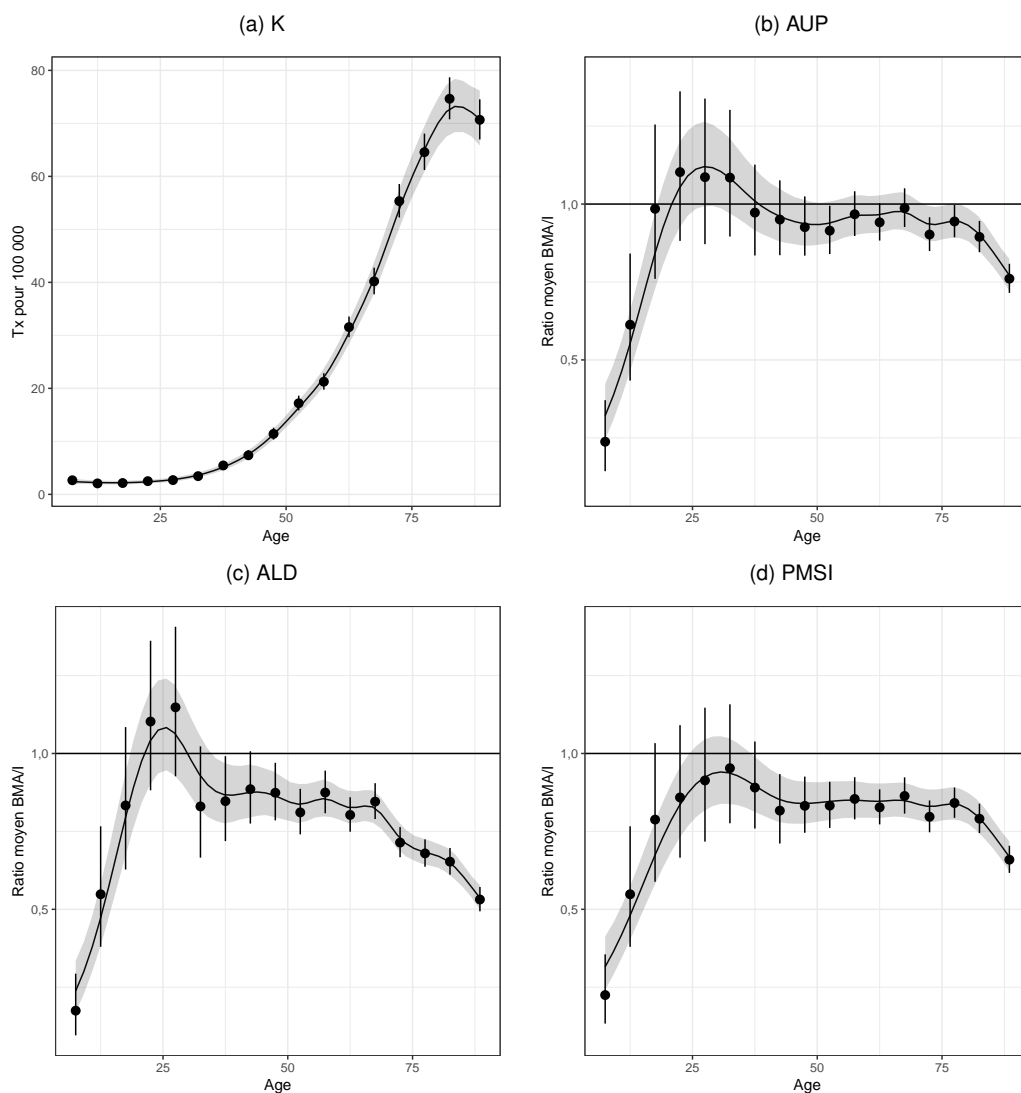 (a) K
(b) AUP
Tx pour 100 000
80
60
40
20
0
25
50
75
Age
Ratio moyen BMA/I
1,0
0,5
25
50
75
Age
(c) ALD
(d) PMSI
Ratio moyen BMA/I
1,0
0,5
25
50
75
Age
Ratio moyen BMA/I
1,0
0,5
25
50
75
Age